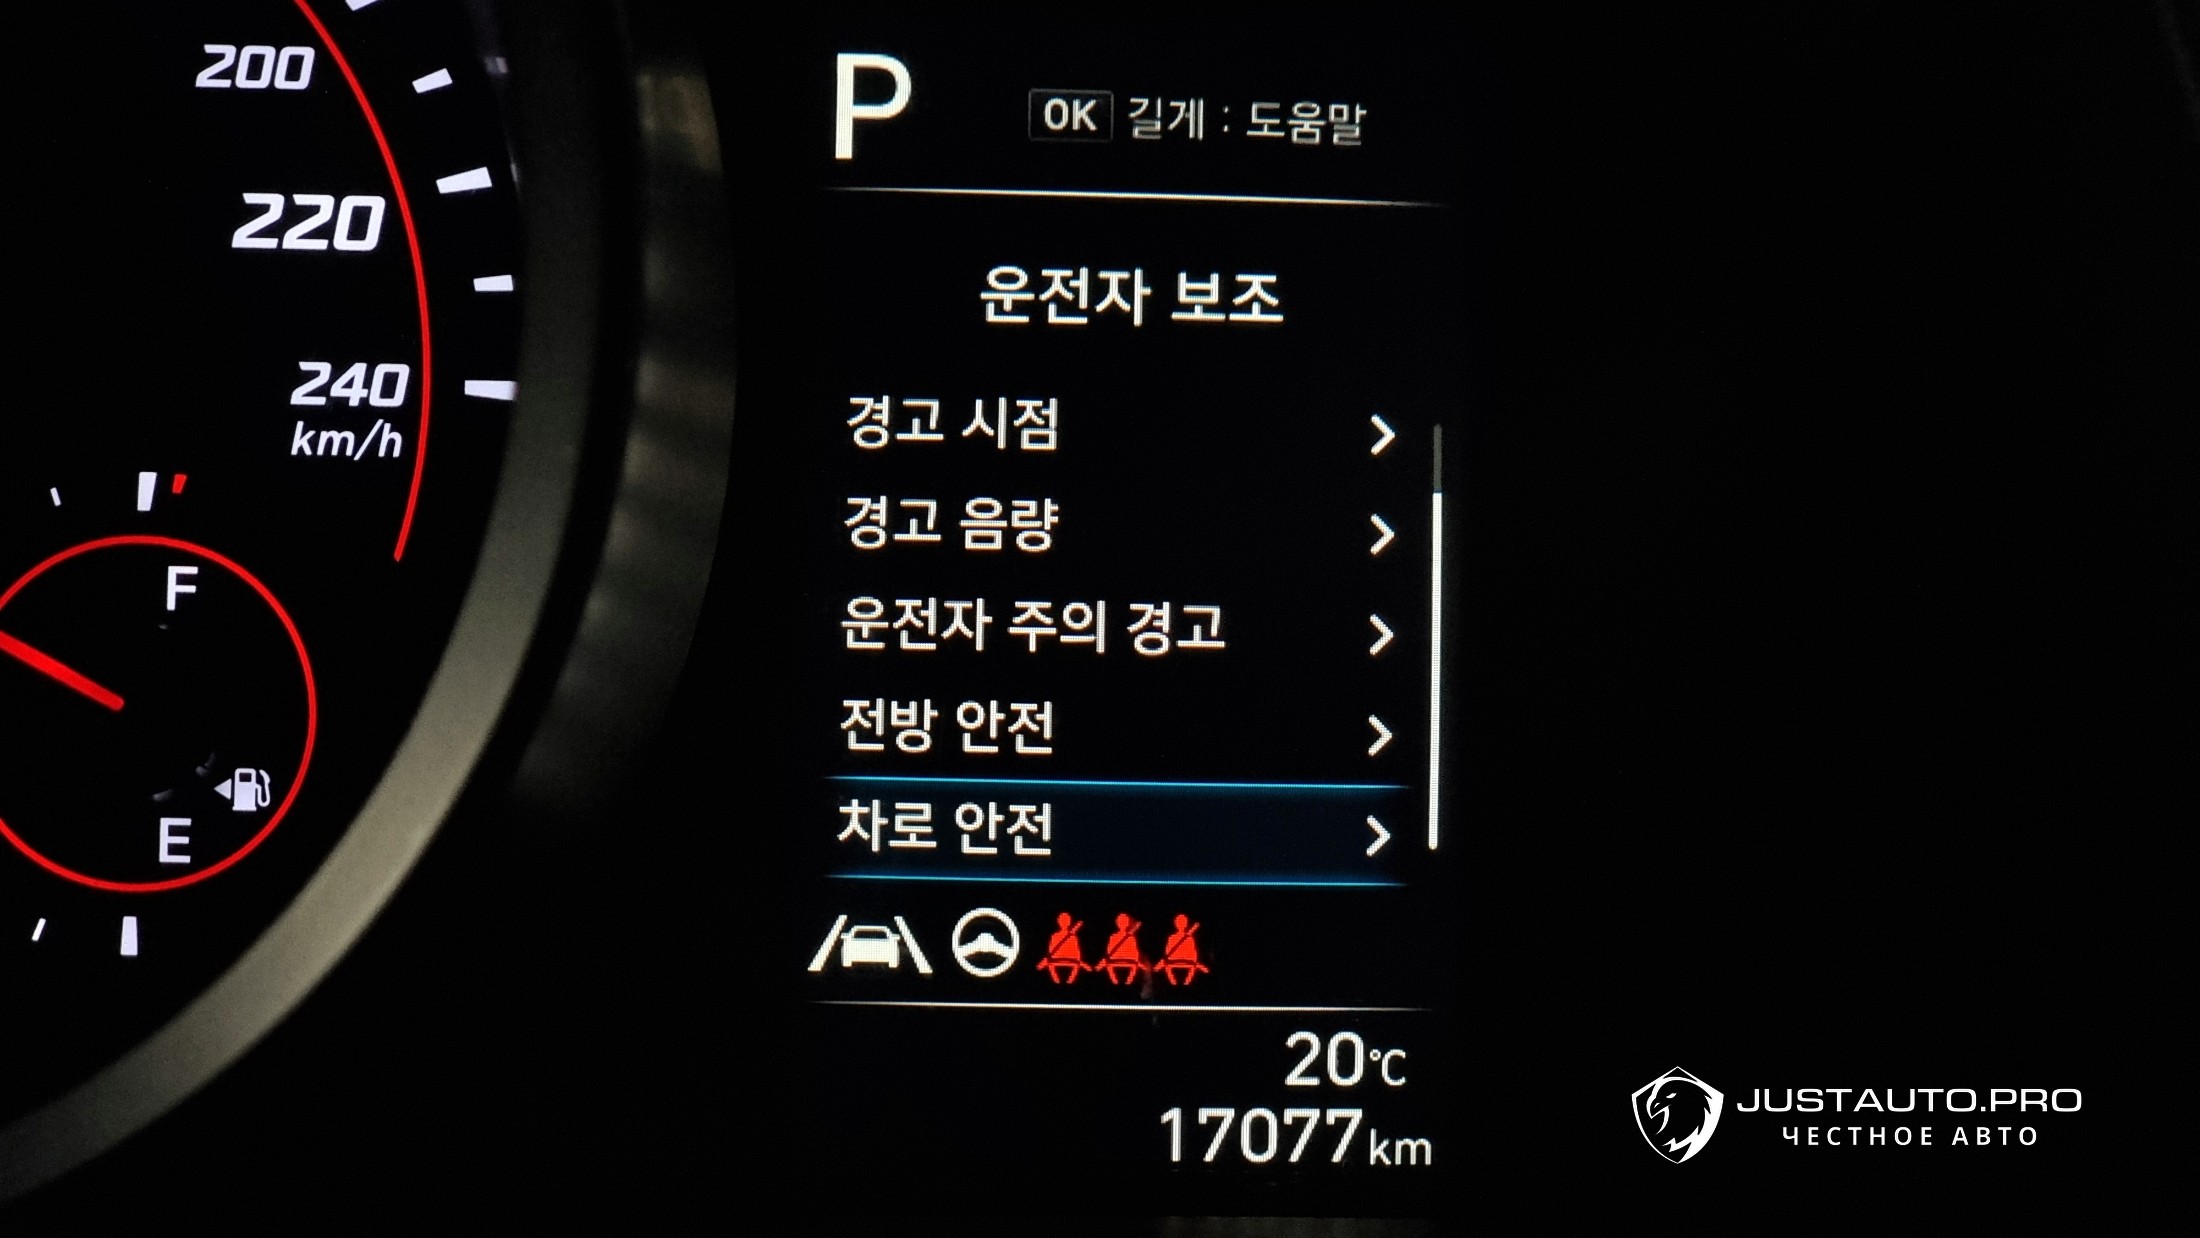 200
220
240
km/h
F
E
P
OK 길게 : 도움말
운전자 보조
경고 시점
경고 음량
운전자 주의 경고
전방 안전
차로 안전
20℃
17077km
JUSTAUTO.PRO
ЧЕСТНОЕ АВТО